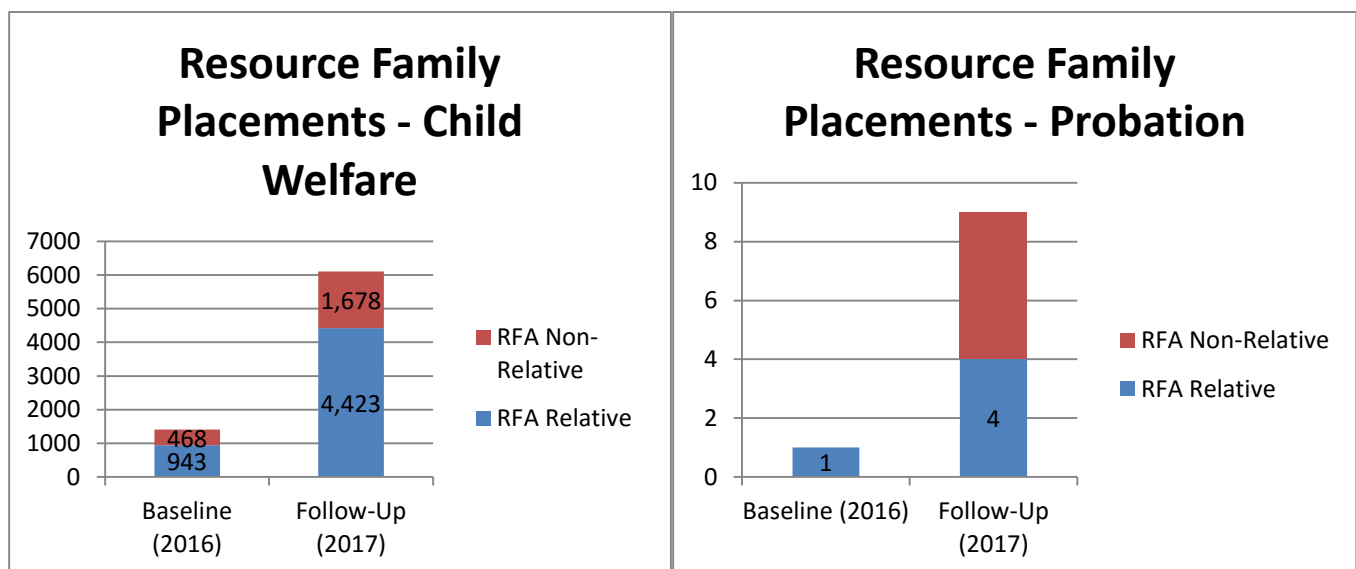 Resource Family
Placements - Child
Welfare
7000
6000
5000
4000
3000
2000
1000
0
1,678
4,423
468
943
Baseline
(2016)
Follow-Up
(2017)
RFA Non-
Relative
RFA Relative
Resource Family
Placements - Probation
10
8
6
4
2
0
4
1
Baseline (2016)
Follow-Up
(2017)
RFA Non-Relative
RFA Relative